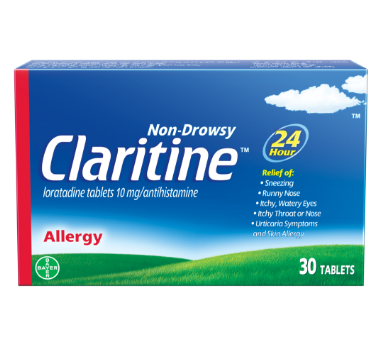 Non-Drowsy
Claritine™
loratadine tablets 10 mg/antihistamine
24
Hour
™
Relief of:
• Sneezing
• Runny Nose
• Itchy, Watery Eyes
• Itchy Throat or Nose
• Urticaria Symptoms
and Skin Allergy
Allergy
BAYER
BAYER
30 TABLETS